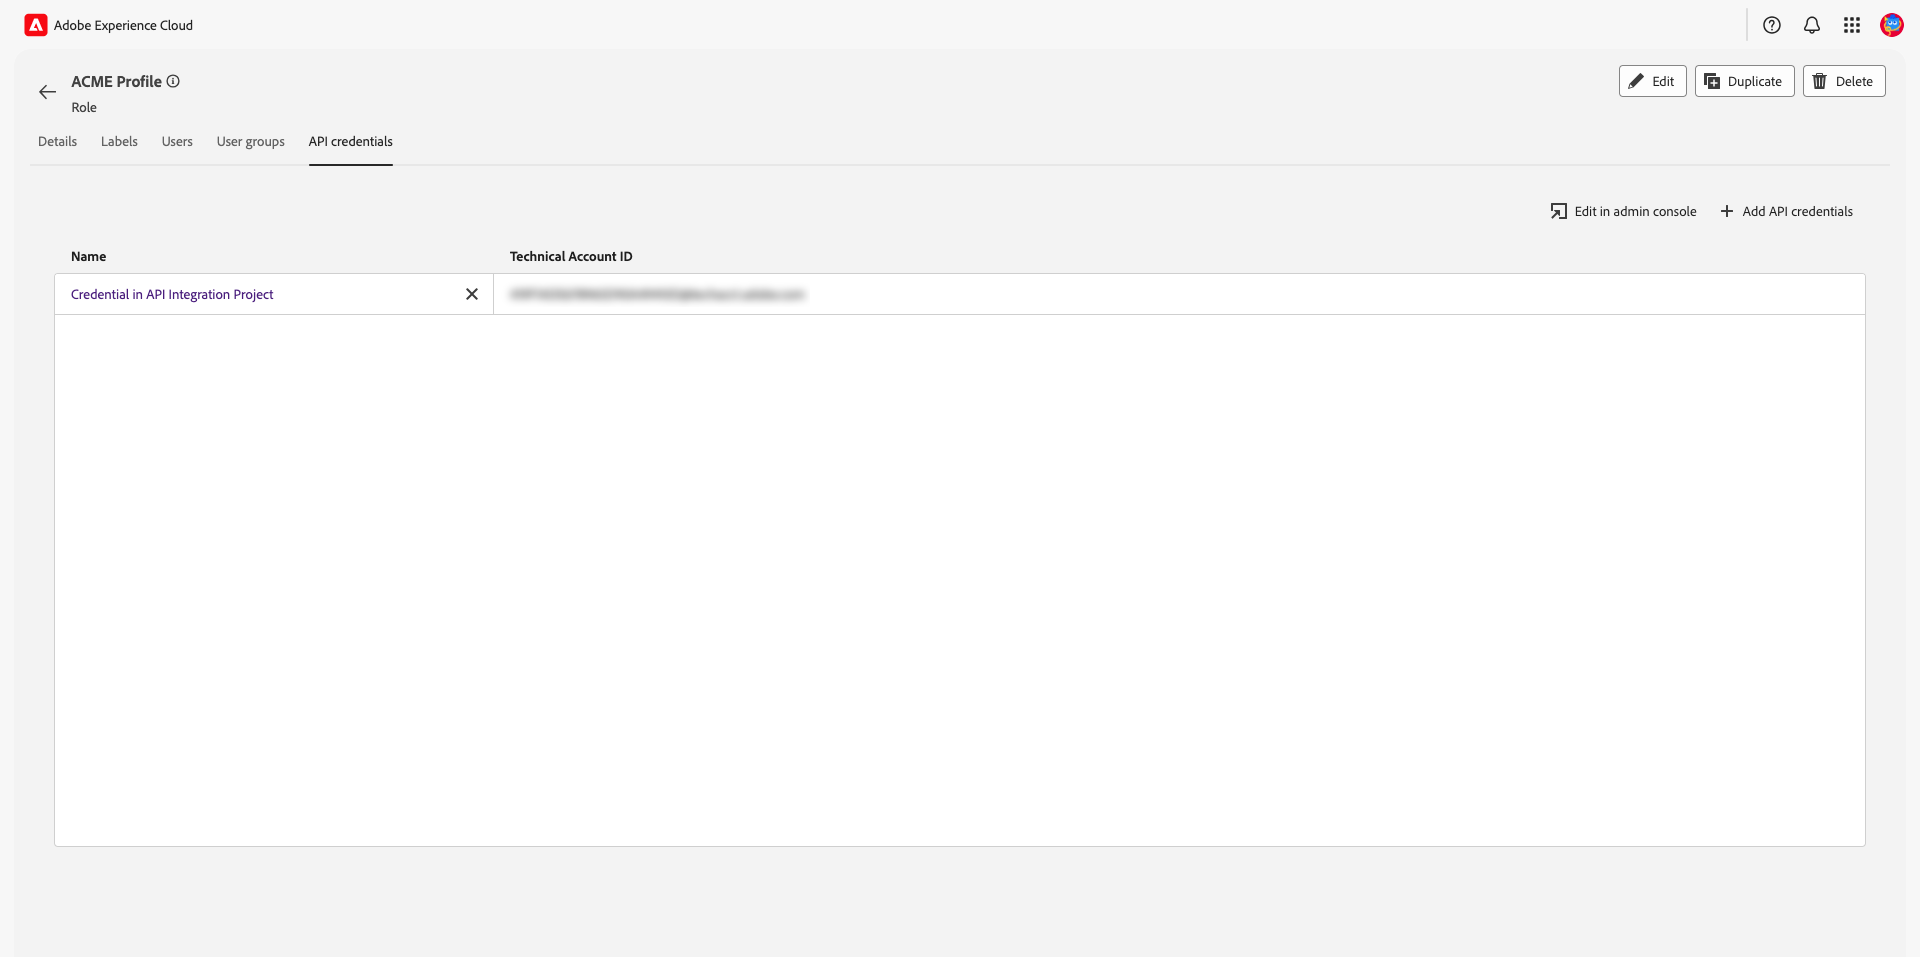 Adobe Experience Cloud
ACME Profile
Role
Edit
Duplicate
Delete
Details
Labels
Users
User groups
API credentials
Edit in admin console
Add API credentials
Name
Technical Account ID
Credential in API Integration Project